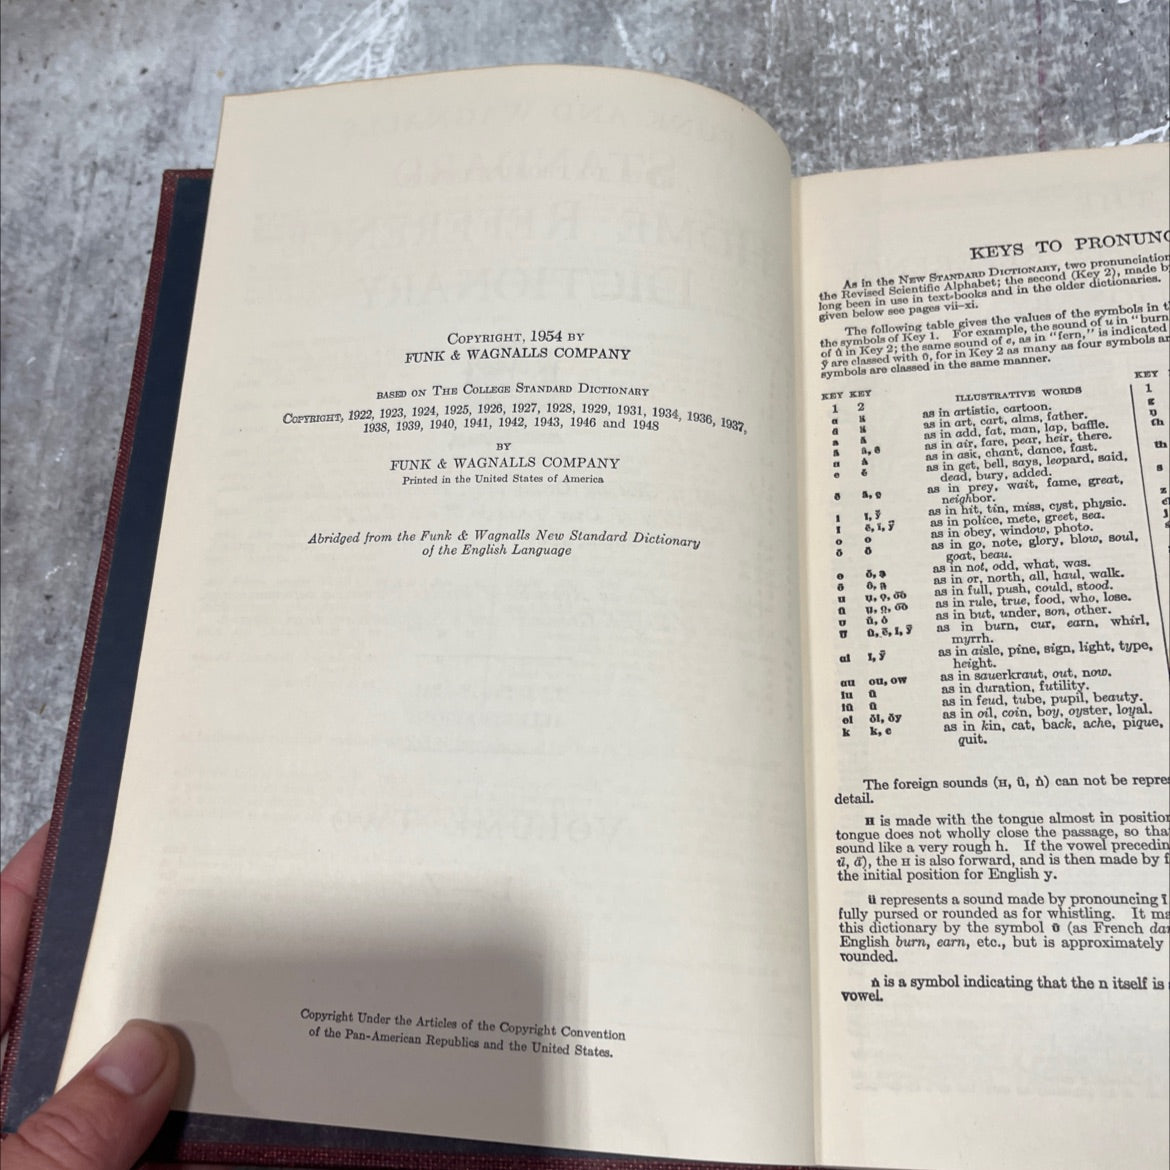 COPYRIGHT, 1954 BY
FUNK & WAGNALLS COMPANY
BASED ON THE COLLEGE STANDARD DICTIONARY
COPYRIGHT, 1922, 1923, 1924, 1925, 1926, 1927, 1928, 1929, 1931, 1934, 1936, 1937,
1938, 1939, 1940, 1941, 1942, 1943, 1946 and 1948
BY
FUNK & WAGNALLS COMPANY
Printed in the United States of America
Abridged from the Funk & Wagnalls New Standard Dictionary
of the English Language
Copyright Under the Articles of the Copyright Convention
of the Pan-American Republics and the United States.
KEYS TO PRONUNC
As in the NEW STANDARD DICTIONARY, two pronunciation
the Revised Scientific Alphabet; the second (Key 2), made b
long been in use in text-books and in the older dictionaries.
given below see pages vii-xi.
The following table gives the values of the symbols in t
the symbols of Key 1. For example, the sound of u in "burn
of û in Key 2; the same sound of e, as in "fern," is indicated
ȳ are classed with, for in Key 2 as many as four symbols ar
symbols are classed in the same manner.
KEY KEY ILLUSTRATIVE WORDS KEY
1 2 as in artistic, cartoon. 1
as in art, cart, alms, father.
as in add, fat, man, lap, baffle.
as in air, fare, pear, heir, there.
as in ask, chant, dance, fast.
as in get, bell, says, leopard, said,
dead, bury, added.
as in prey, wait, fame, great,
neighbor.
as in hit, tin, miss, cyst, physic.
as in police, mete, greet, sea.
as in obey, window, photo.
as in go, note, glory, blow, soul,
goat, beau.
as in not, odd, what, was.
as in or, north, all, haul, walk.
as in full, push, could, stood.
as in rule, true, food, who, lose.
as in but, under, son, other.
as in burn, cur, earn, whirl,
myrrh.
as in aisle, pine, sign, light, type,
height.
au ou, ow as in sauerkraut, out, now.
as in duration, futility.
as in feud, tube, pupil, beauty.
as in oil, coin, boy, oyster, loyal.
k k, c as in kin, cat, back, ache, pique,
quit.
The foreign sounds (H, ü, ṅ) can not be repre
detail.
H is made with the tongue almost in position
tongue does not wholly close the passage, so tha
sound like a very rough h. If the vowel precedin
the H is also forward, and is then made by f
the initial position for English y.
ü represents a sound made by pronouncing ī
fully pursed or rounded as for whistling. It ma
this dictionary by the symbol (as French da
English burn, earn, etc., but is approximately
rounded.
ṅ is a symbol indicating that the n itself is
vowel.